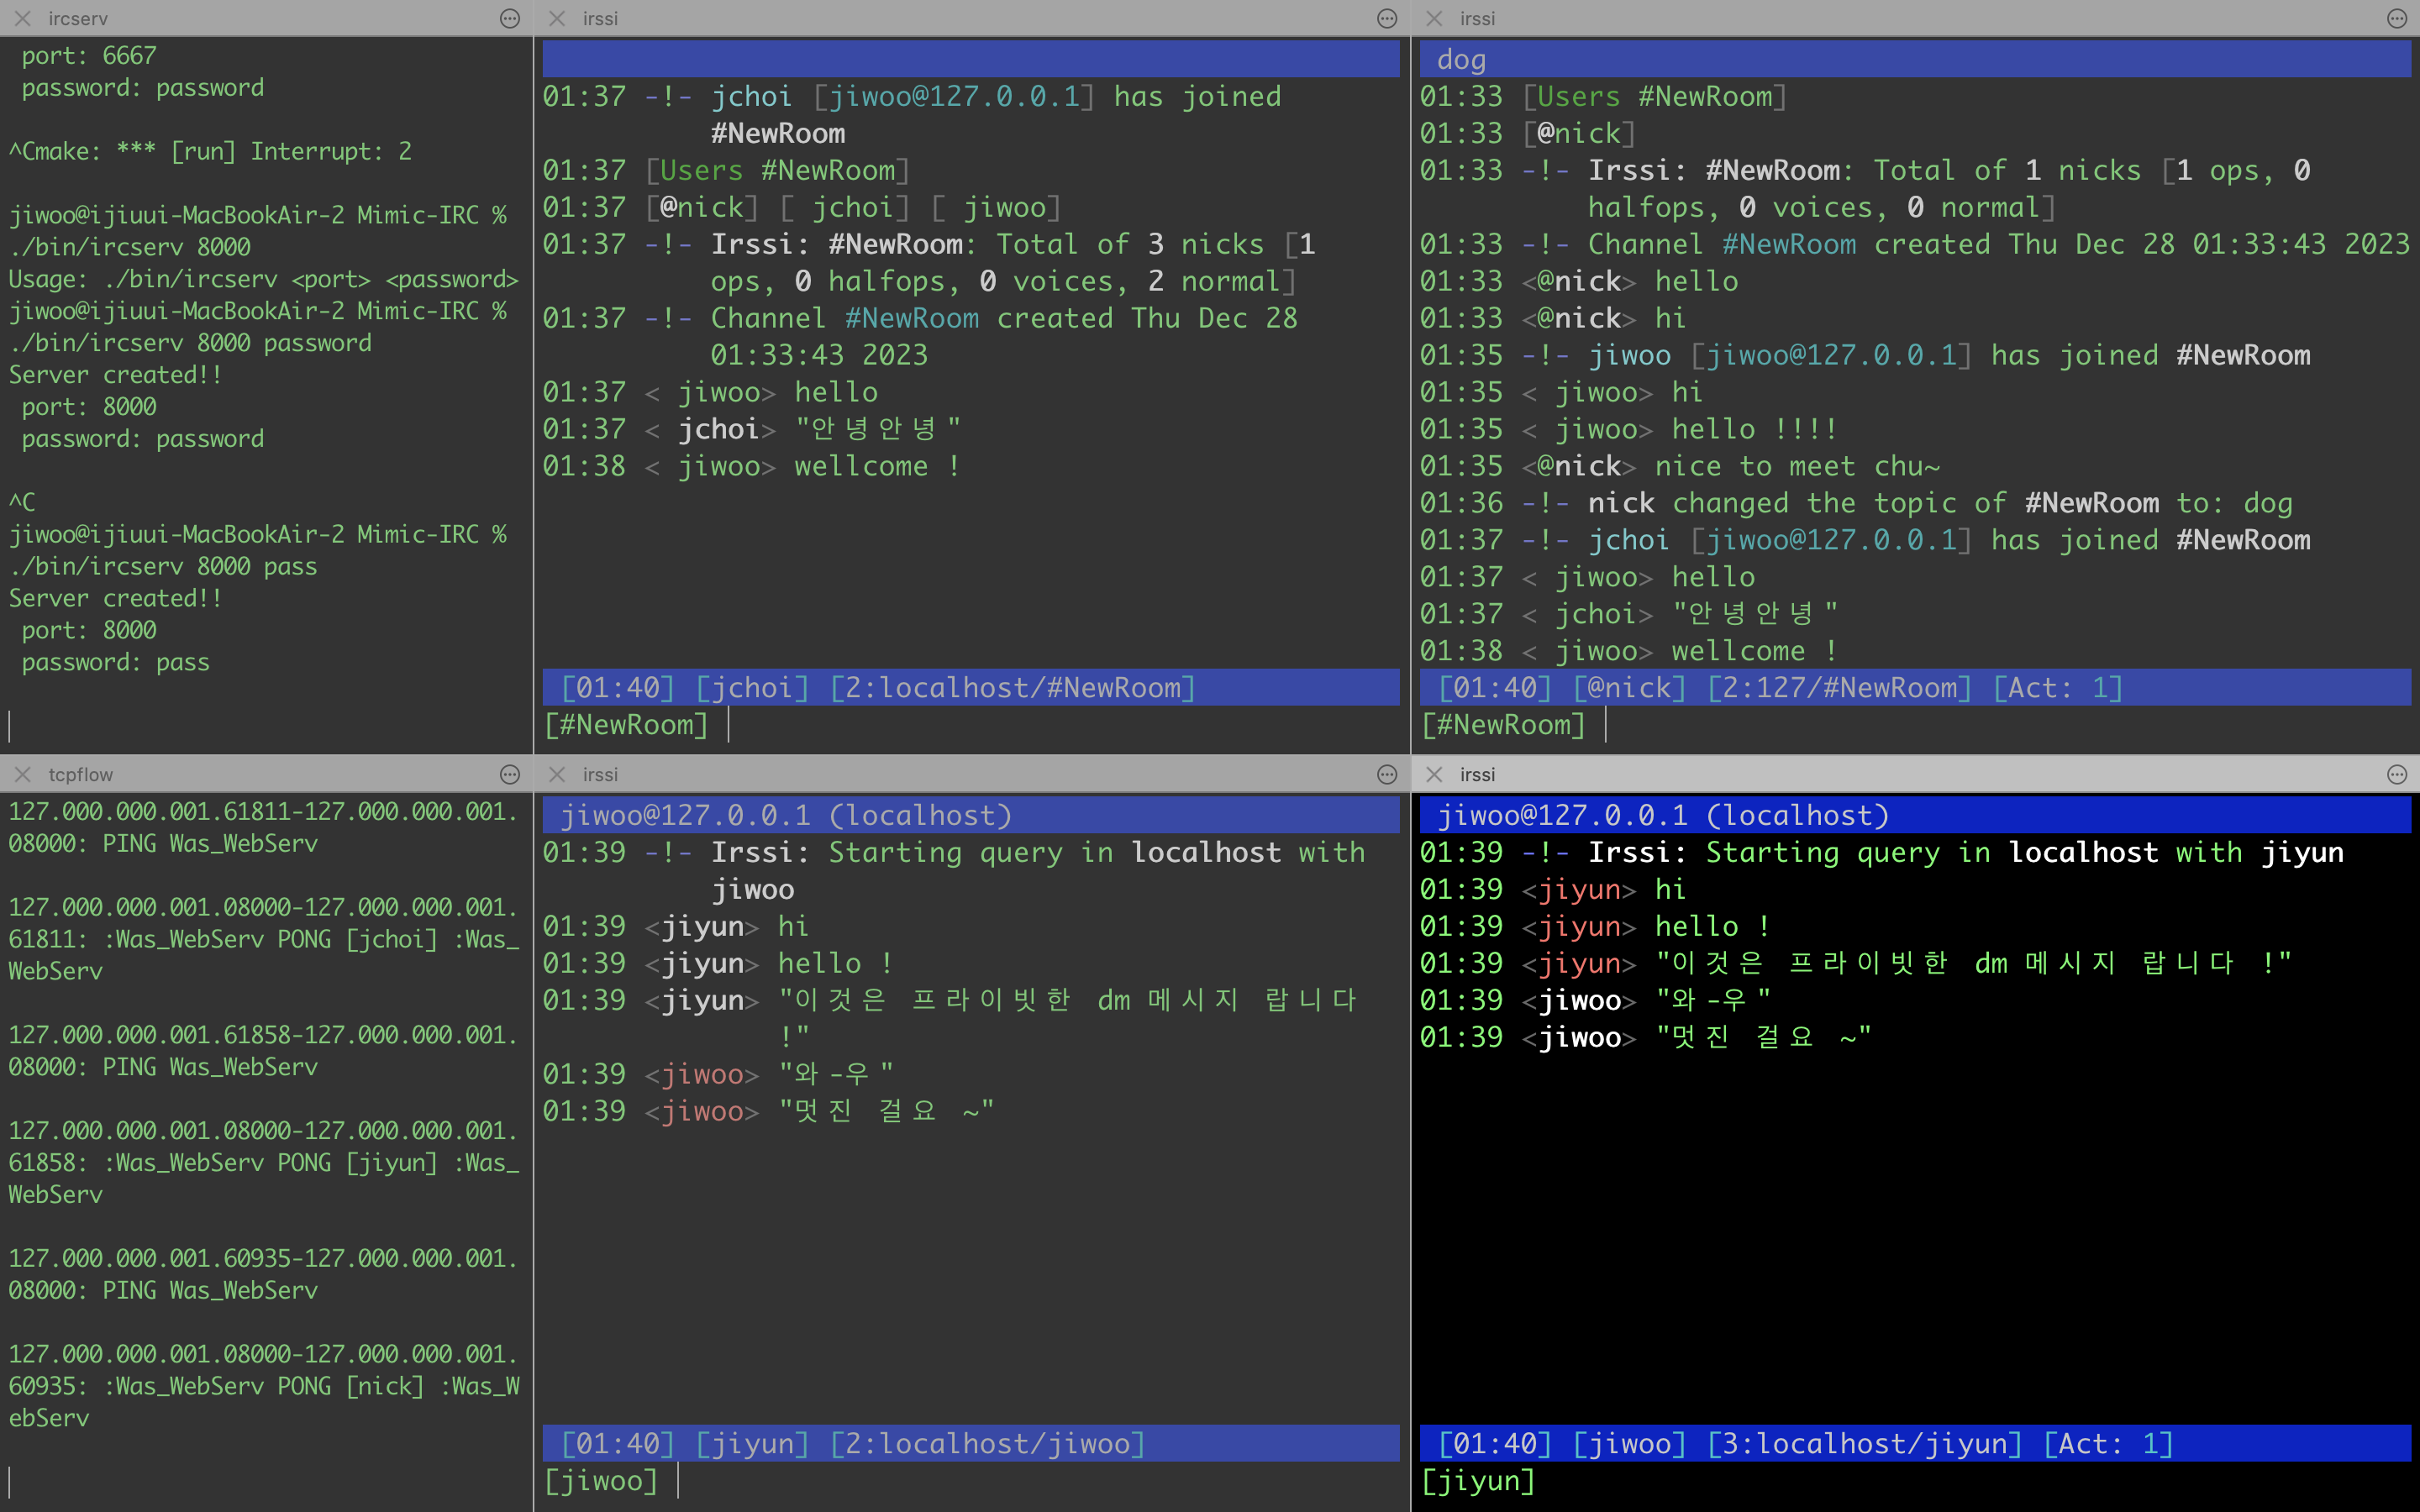 ircserv
port: 6667
password: password
^Cmake: *** [run] Interrupt: 2
jiwoo@ijiuui-MacBookAir-2 Mimic-IRC %
./bin/ircserv 8000
Usage: ./bin/ircserv <port> <password>
jiwoo@ijiuui-MacBookAir-2 Mimic-IRC %
./bin/ircserv 8000 password
Server created!!
port: 8000
password: password
^C
jiwoo@ijiuui-MacBookAir-2 Mimic-IRC %
./bin/ircserv 8000 pass
Server created!!
port: 8000
password: pass
irssi
01:37 -!- jchoi [jiwoo@127.0.0.1] has joined
#NewRoom
01:37 [Users #NewRoom]
01:37 [@nick] [ jchoi] [ jiwoo]
01:37 -!- Irssi: #NewRoom: Total of 3 nicks [1
ops, 0 halfops, 0 voices, 2 normal]
01:37 -!- Channel #NewRoom created Thu Dec 28
01:33:43 2023
01:37 < jiwoo> hello
01:37 < jchoi> "안녕안녕"
01:38 < jiwoo> wellcome !
[01:40] [jchoi] [2:localhost/#NewRoom]
[#NewRoom]
irssi
dog
01:33 [Users #NewRoom]
01:33 [@nick]
01:33 -!- Irssi: #NewRoom: Total of 1 nicks [1 ops, 0
halfops, 0 voices, 0 normal]
01:33 -!- Channel #NewRoom created Thu Dec 28 01:33:43 2023
01:33 <@nick> hello
01:33 <@nick> hi
01:35 -!- jiwoo [jiwoo@127.0.0.1] has joined #NewRoom
01:35 < jiwoo> hi
01:35 < jiwoo> hello !!!!
01:35 <@nick> nice to meet chu~
01:36 -!- nick changed the topic of #NewRoom to: dog
01:37 -!- jchoi [jiwoo@127.0.0.1] has joined #NewRoom
01:37 < jiwoo> hello
01:37 < jchoi> "안녕안녕"
01:38 < jiwoo> wellcome !
[01:40] [@nick] [2:127/#NewRoom] [Act: 1]
[#NewRoom]
tcpflow
127.000.000.001.61811-127.000.000.001.
08000: PING Was_WebServ
127.000.000.001.08000-127.000.000.001.
61811: :Was_WebServ PONG [jchoi] :Was_
WebServ
127.000.000.001.61858-127.000.000.001.
08000: PING Was_WebServ
127.000.000.001.08000-127.000.000.001.
61858: :Was_WebServ PONG [jiyun] :Was_
WebServ
127.000.000.001.60935-127.000.000.001.
08000: PING Was_WebServ
127.000.000.001.08000-127.000.000.001.
60935: :Was_WebServ PONG [nick] :Was_W
ebServ
irssi
jiwoo@127.0.0.1 (localhost)
01:39 -!- Irssi: Starting query in localhost with
jiwoo
01:39 <jiyun> hi
01:39 <jiyun> hello !
01:39 <jiyun> "이것은 프라이빗한 dm 메시지 랍니다
!"
01:39 <jiwoo> "와-우"
01:39 <jiwoo> "멋진 걸요 ~"
[01:40] [jiyun] [2:localhost/jiwoo]
[jiwoo]
irssi
jiwoo@127.0.0.1 (localhost)
01:39 -!- Irssi: Starting query in localhost with jiyun
01:39 <jiyun> hi
01:39 <jiyun> hello !
01:39 <jiyun> "이것은 프라이빗한 dm 메시지 랍니다 !"
01:39 <jiwoo> "와-우"
01:39 <jiwoo> "멋진 걸요 ~"
[01:40] [jiwoo] [3:localhost/jiyun] [Act: 1]
[jiyun]